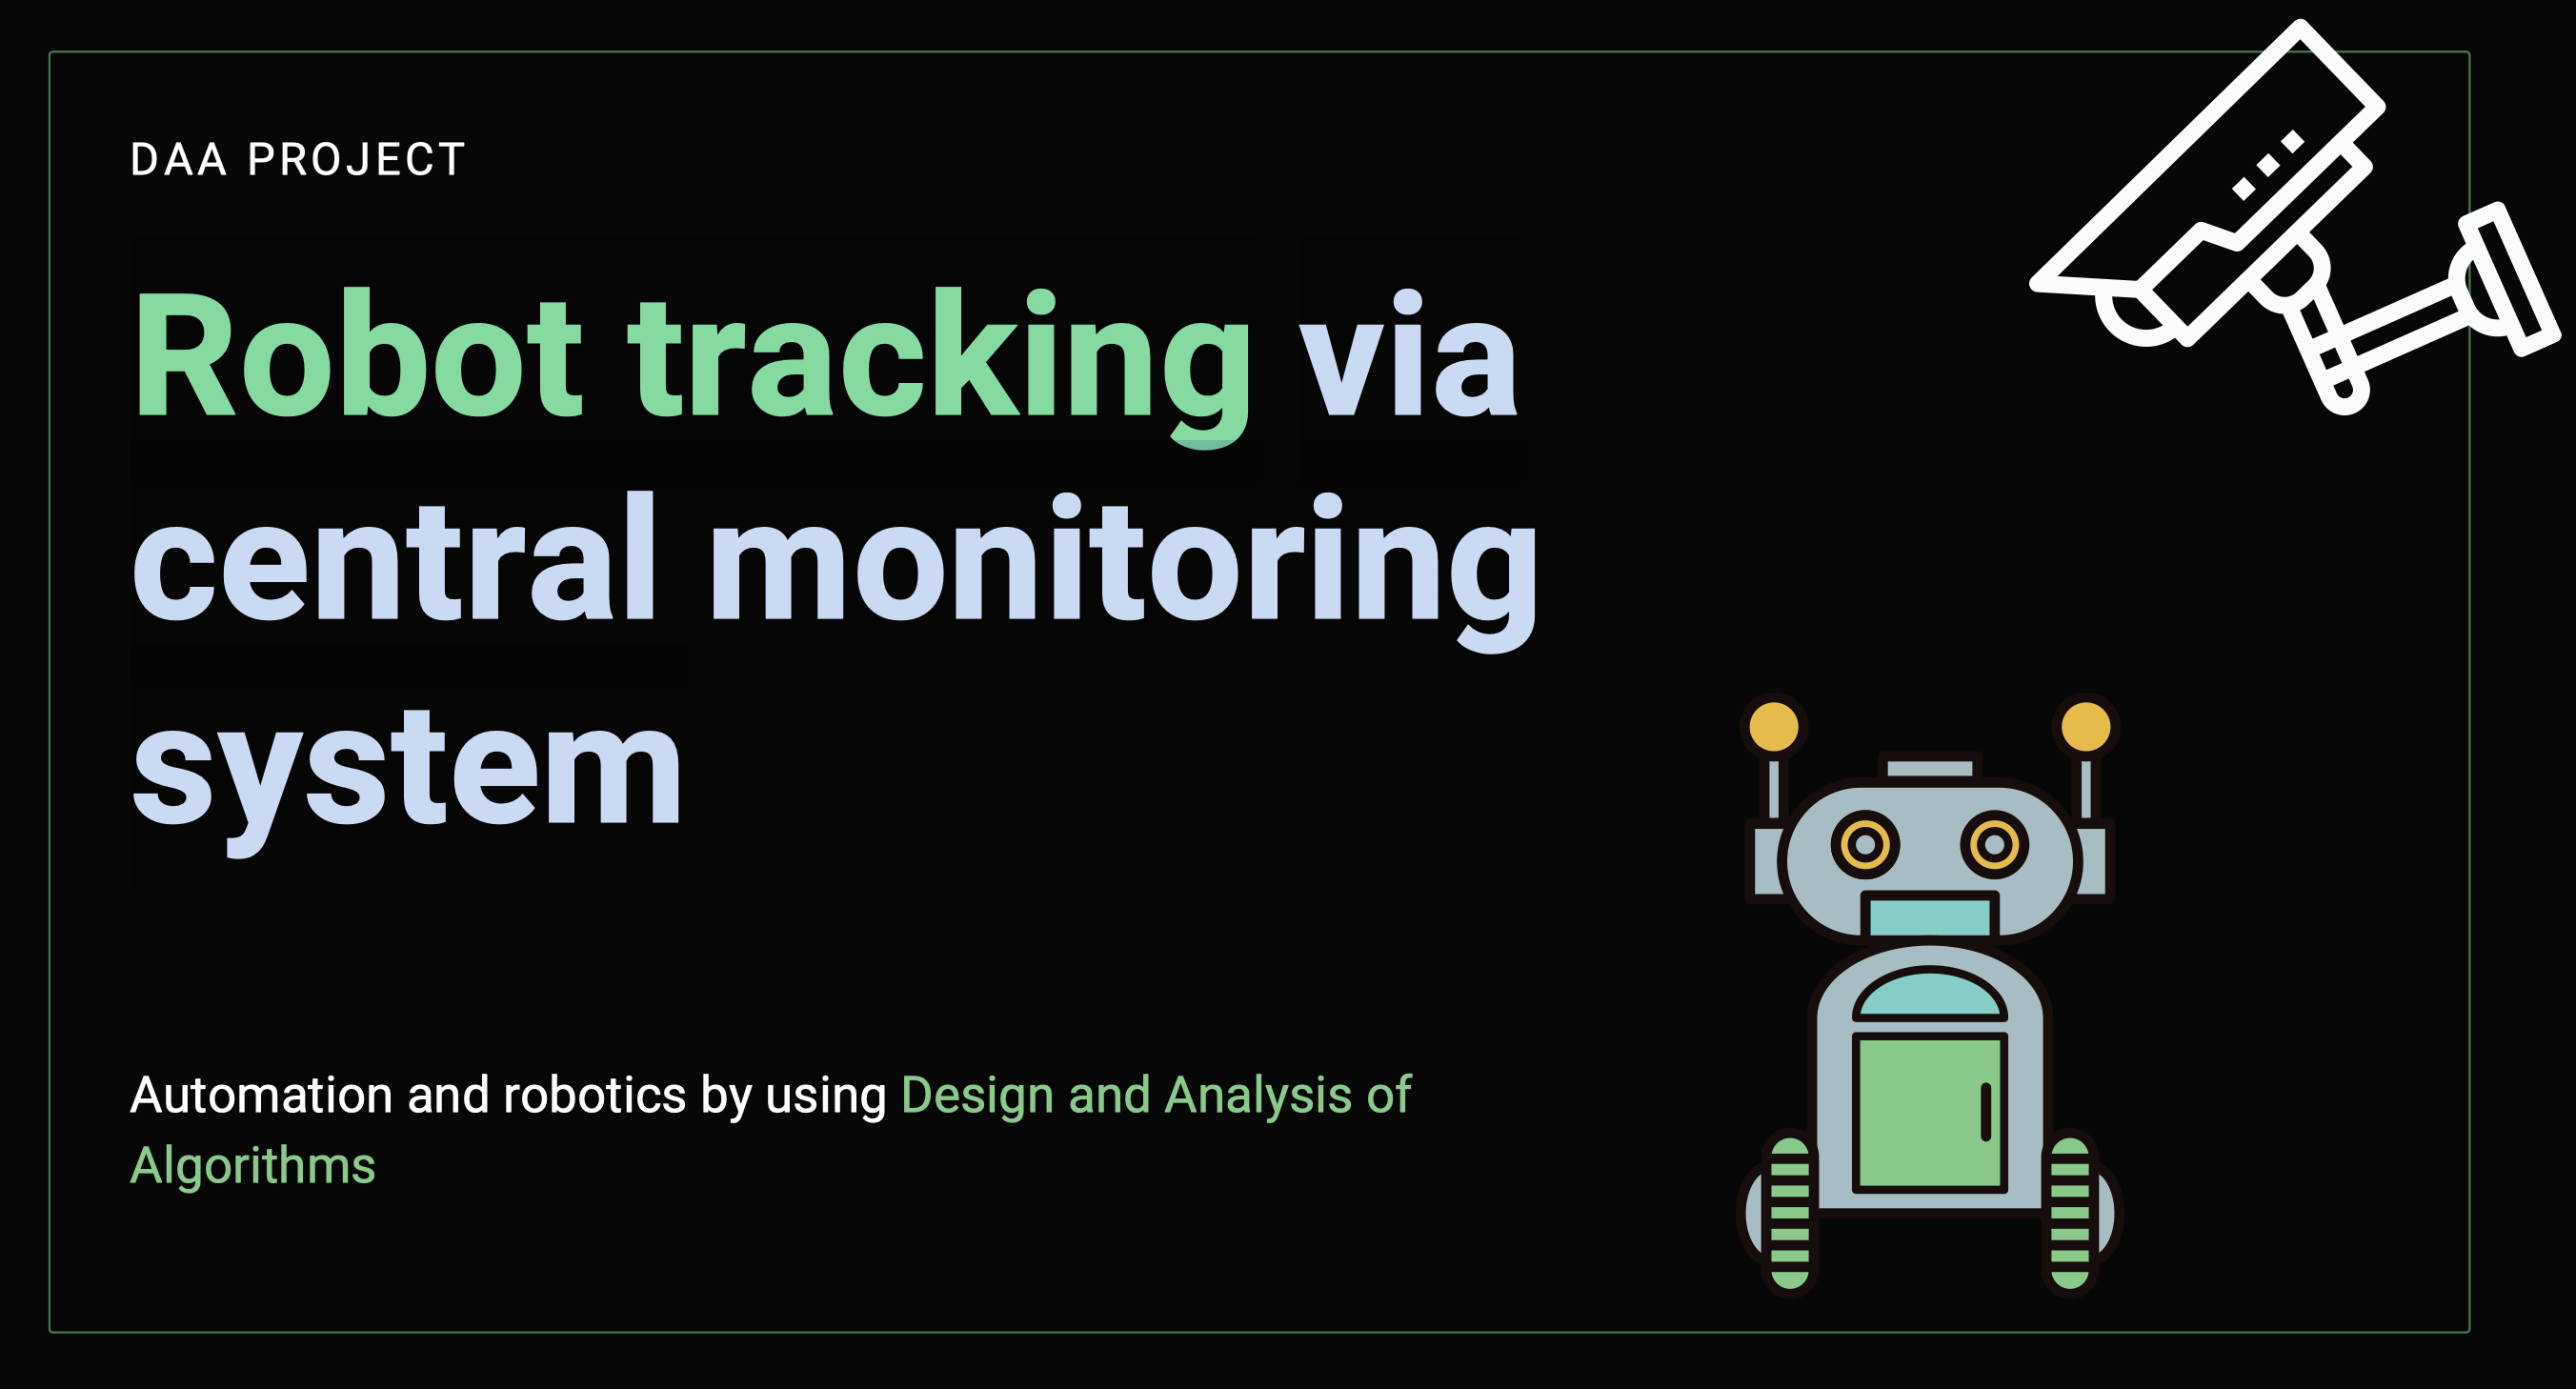 DAA PROJECT
Robot tracking via
central monitoring
system
Automation and robotics by using Design and Analysis of
Algorithms